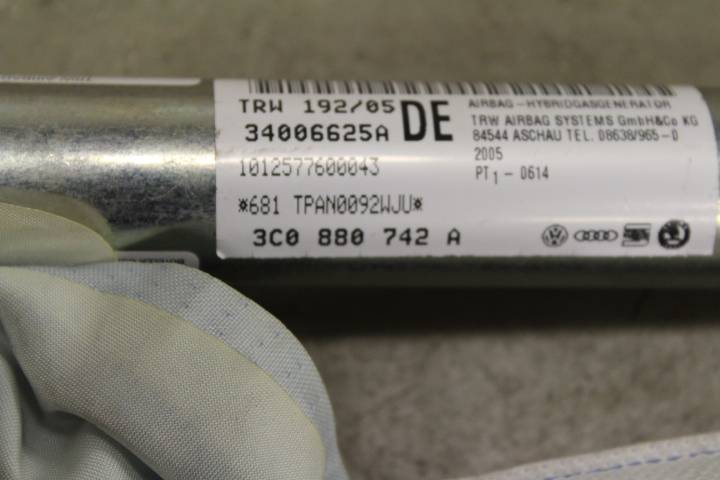 TRW 192/05 DE
34006625A
1012577600043
*681 TPAN0092WJU*
3C0 880 742 A
AIRBAG-HYBRIDGASGENERATOR
TRW AIRBAG SYSTEMS GmbH&Co KG
84544 ASCHAU TEL. 08638/965-0
2005
PT1 - 0614